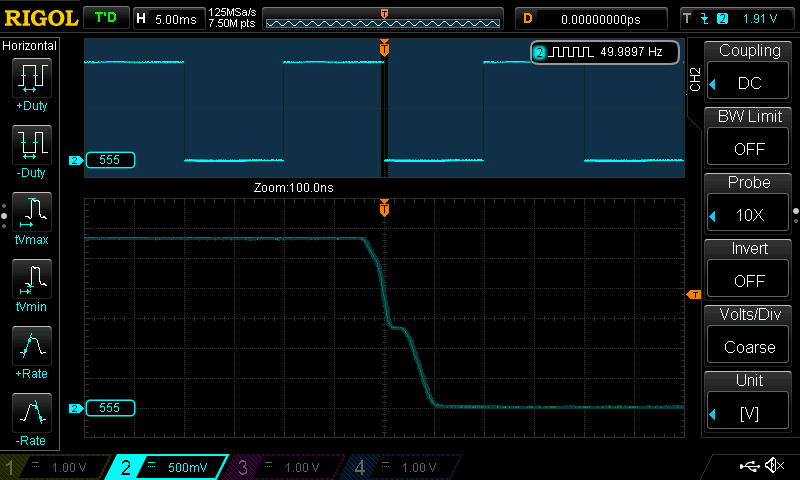 RIGOL T'D H 5.00ms 125MSa/s 7.50M pts D 0.00000000ps T 2 1.91 V
Horizontal
+Duty
-Duty
tVmax
tVmin
+Rate
-Rate
T
2 49.9897 Hz
2 555
Zoom:100.0ns
T
T
2 555
CH2
Coupling
DC
BW Limit
OFF
Probe
10X
Invert
OFF
Volts/Div
Coarse
Unit
[V]
1 1.00 V 2 500mV 3 1.00 V 4 1.00 V